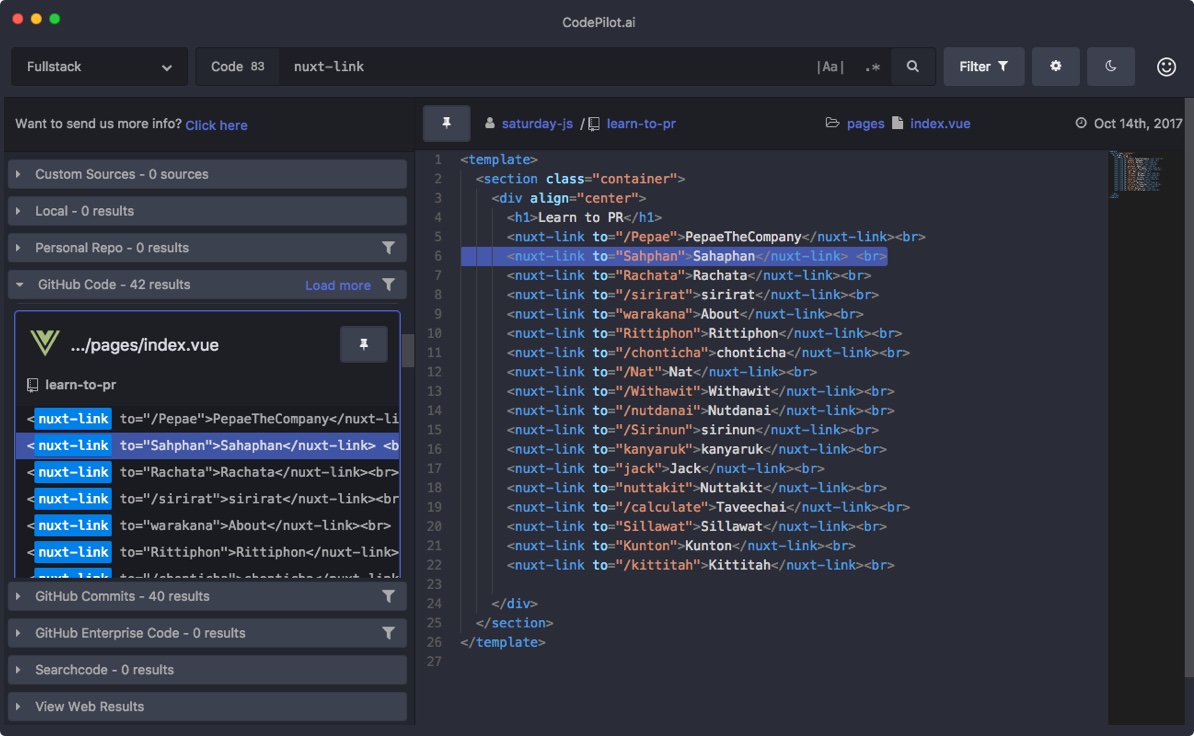 CodePilot.ai
Fullstack
Code 83
nuxt-link
|Aa|
.*
Filter
Want to send us more info? Click here
Custom Sources - 0 sources
Local - 0 results
Personal Repo - 0 results
GitHub Code - 42 results Load more
.../pages/index.vue
learn-to-pr
<nuxt-link to="/Pepae">PepaeTheCompany</nuxt-li
<nuxt-link to="Sahphan">Sahaphan</nuxt-link> <b
<nuxt-link to="Rachata">Rachata</nuxt-link><br>
<nuxt-link to="/sirirat">sirirat</nuxt-link><br
<nuxt-link to="warakana">About</nuxt-link><br>
<nuxt-link to="Rittiphon">Rittiphon</nuxt-link>
<nuxt-link to="/chonticha">chonticha</nuxt-link
GitHub Commits - 40 results
GitHub Enterprise Code - 0 results
Searchcode - 0 results
View Web Results
saturday-js / learn-to-pr pages index.vue Oct 14th, 2017
1 <template>
2 <section class="container">
3 <div align="center">
4 <h1>Learn to PR</h1>
5 <nuxt-link to="/Pepae">PepaeTheCompany</nuxt-link><br>
6 <nuxt-link to="Sahphan">Sahaphan</nuxt-link> <br>
7 <nuxt-link to="Rachata">Rachata</nuxt-link><br>
8 <nuxt-link to="/sirirat">sirirat</nuxt-link><br>
9 <nuxt-link to="warakana">About</nuxt-link><br>
10 <nuxt-link to="Rittiphon">Rittiphon</nuxt-link><br>
11 <nuxt-link to="/chonticha">chonticha</nuxt-link><br>
12 <nuxt-link to="/Nat">Nat</nuxt-link><br>
13 <nuxt-link to="/Withawit">Withawit</nuxt-link><br>
14 <nuxt-link to="/nutdanai">Nutdanai</nuxt-link><br>
15 <nuxt-link to="/Sirinun">sirinun</nuxt-link><br>
16 <nuxt-link to="kanyaruk">kanyaruk</nuxt-link><br>
17 <nuxt-link to="jack">Jack</nuxt-link><br>
18 <nuxt-link to="nuttakit">Nuttakit</nuxt-link><br>
19 <nuxt-link to="/calculate">Taveechai</nuxt-link><br>
20 <nuxt-link to="Sillawat">Sillawat</nuxt-link><br>
21 <nuxt-link to="Kunton">Kunton</nuxt-link><br>
22 <nuxt-link to="/kittitah">Kittitah</nuxt-link><br>
23
24 </div>
25 </section>
26 </template>
27